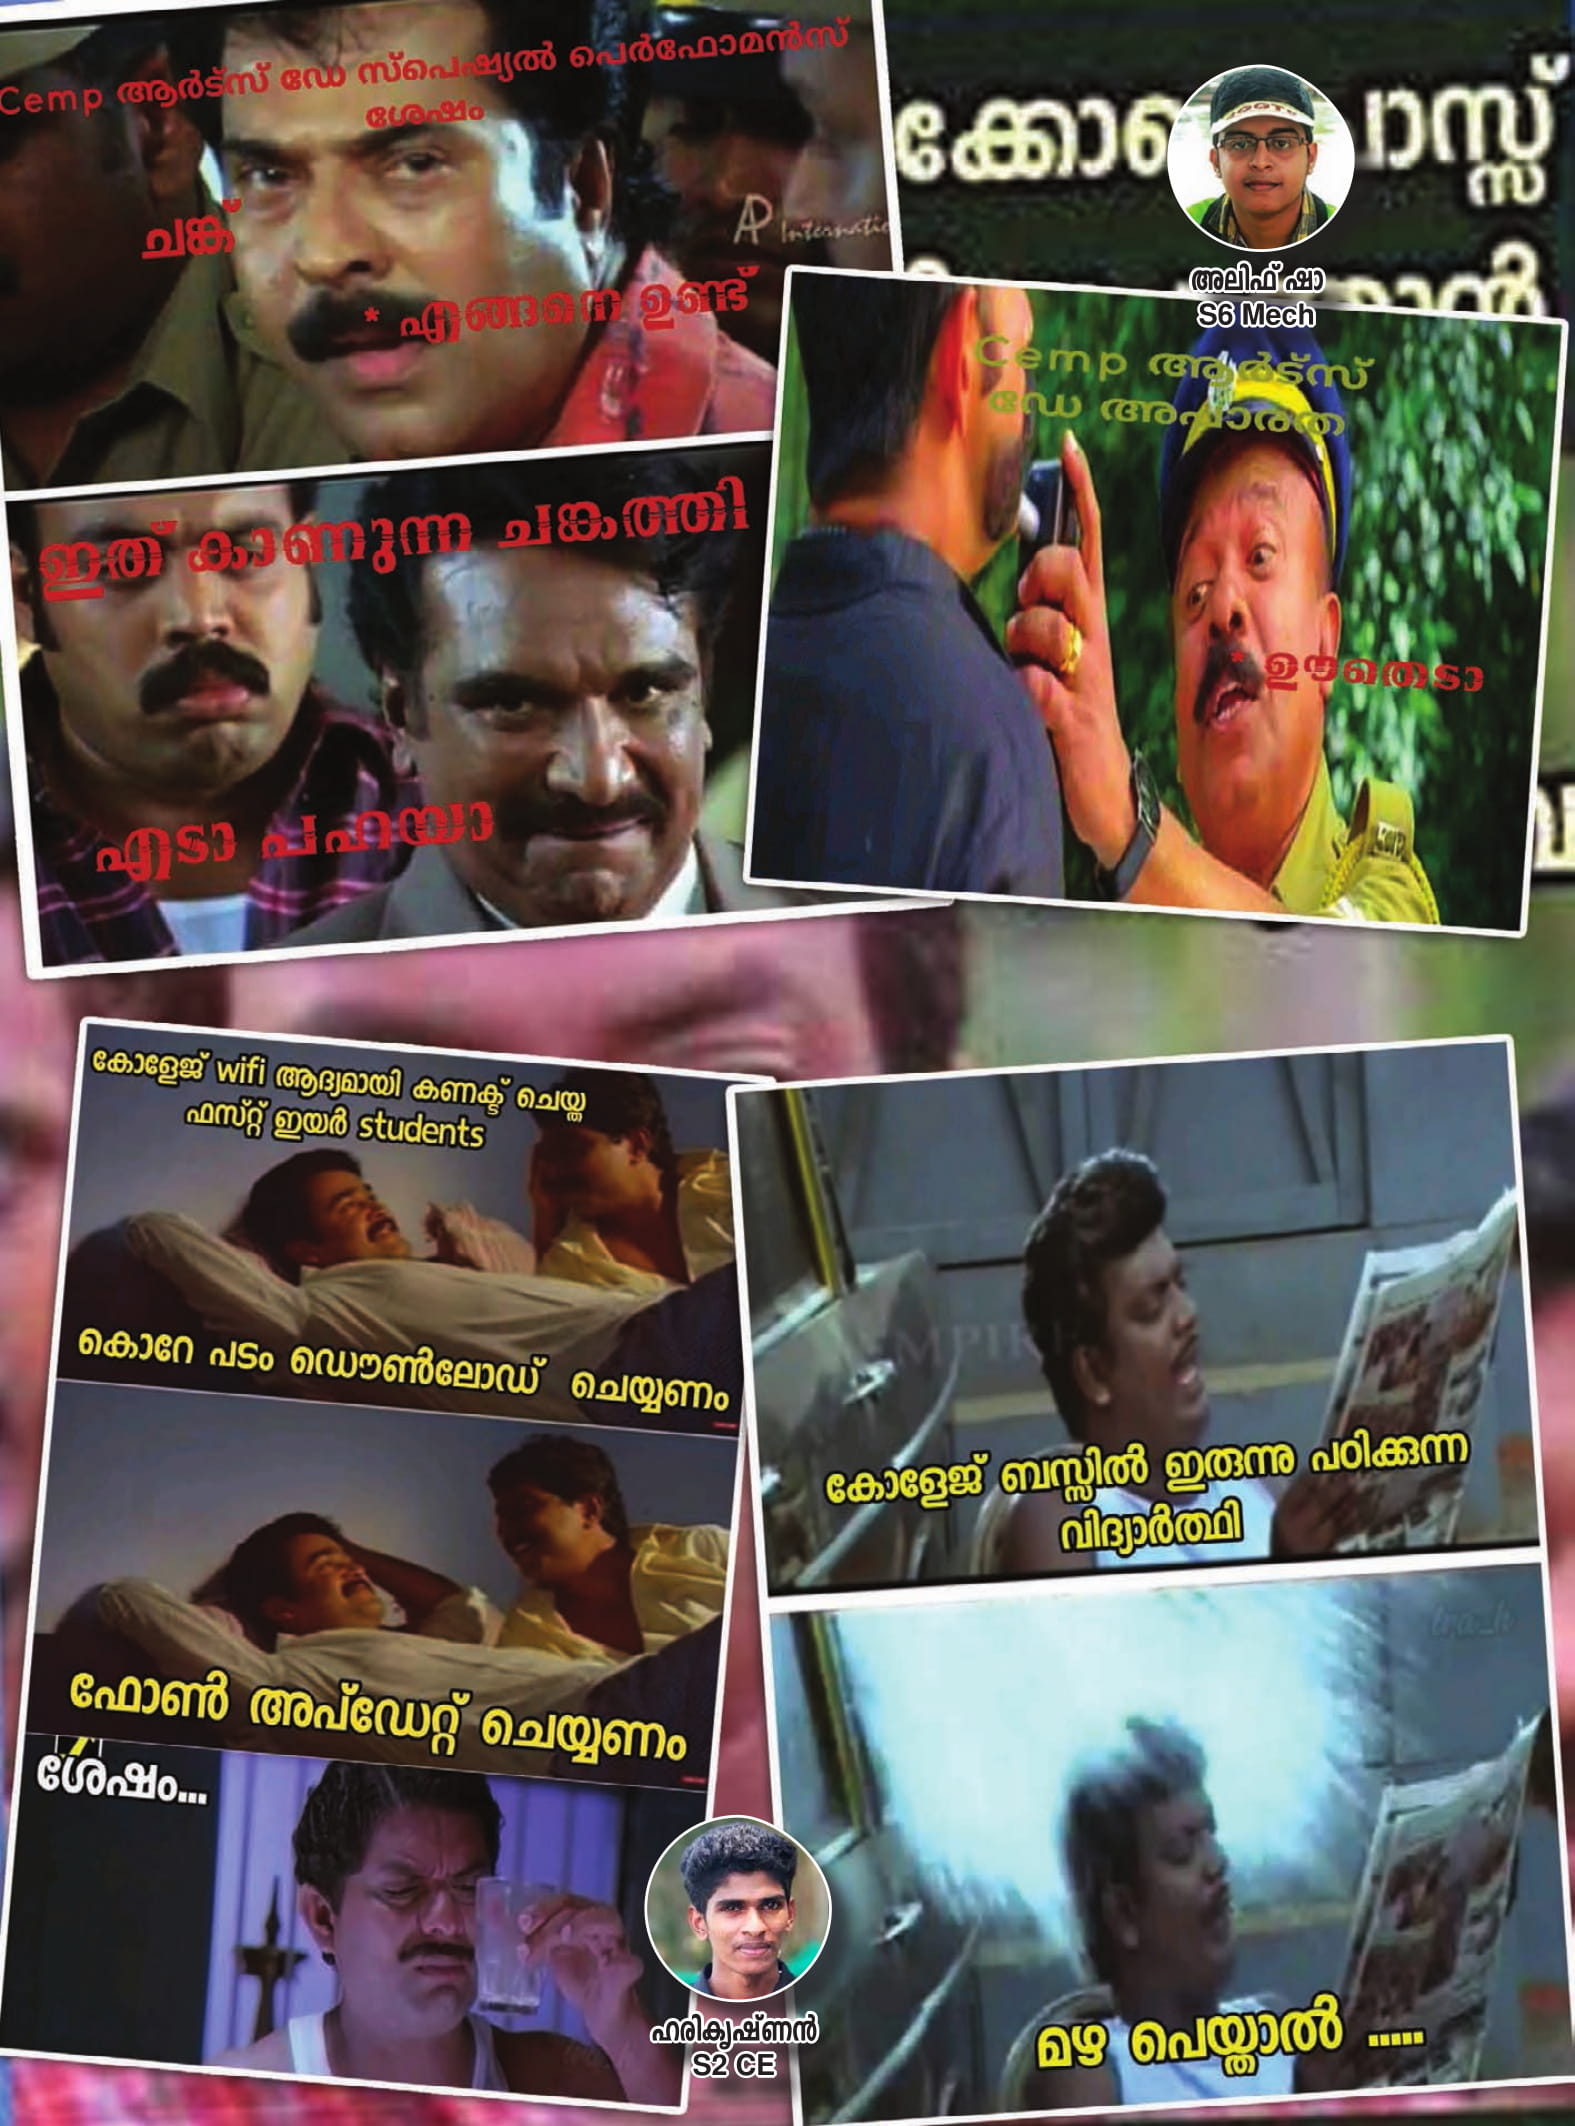 Cemp ആർട്സ് ഡേ സ്പെഷ്യൽ പെർഫോമൻസ്
ശേഷം
ചങ്ക്
* എങ്ങനെ ഉണ്ട്
AP Internatio
ഇത് കാണുന്ന ചങ്കത്തി
എടാ പഹയാ
അലിഫ് ഷാ
S6 Mech
Cemp ആർട്സ്
ഡേ അപാരത
* ഊതെടാ
കോളേജ് wifi ആദ്യമായി കണക്ട് ചെയ്ത
ഫസ്റ്റ് ഇയർ students
കൊറേ പടം ഡൌൺലോഡ് ചെയ്യണം
ഫോൺ അപ്ഡേറ്റ് ചെയ്യണം
ശേഷം...
ഹരികൃഷ്ണൻ
S2 CE
കോളേജ് ബസ്സിൽ ഇരുന്നു പഠിക്കുന്ന
വിദ്യാർത്ഥി
മഴ പെയ്താൽ .....